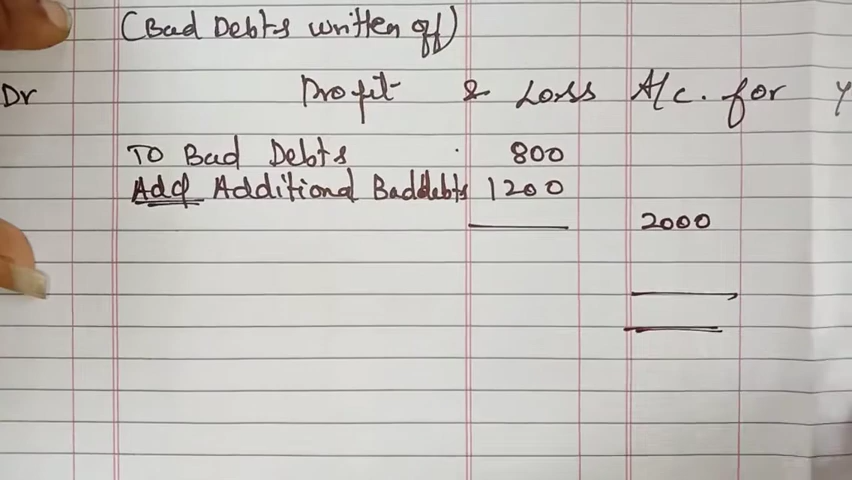 (Bad Debts written off)
Dr Profit & Loss A/c. for y
To Bad Debts 800
Add Additional Baddebts 1200
2000